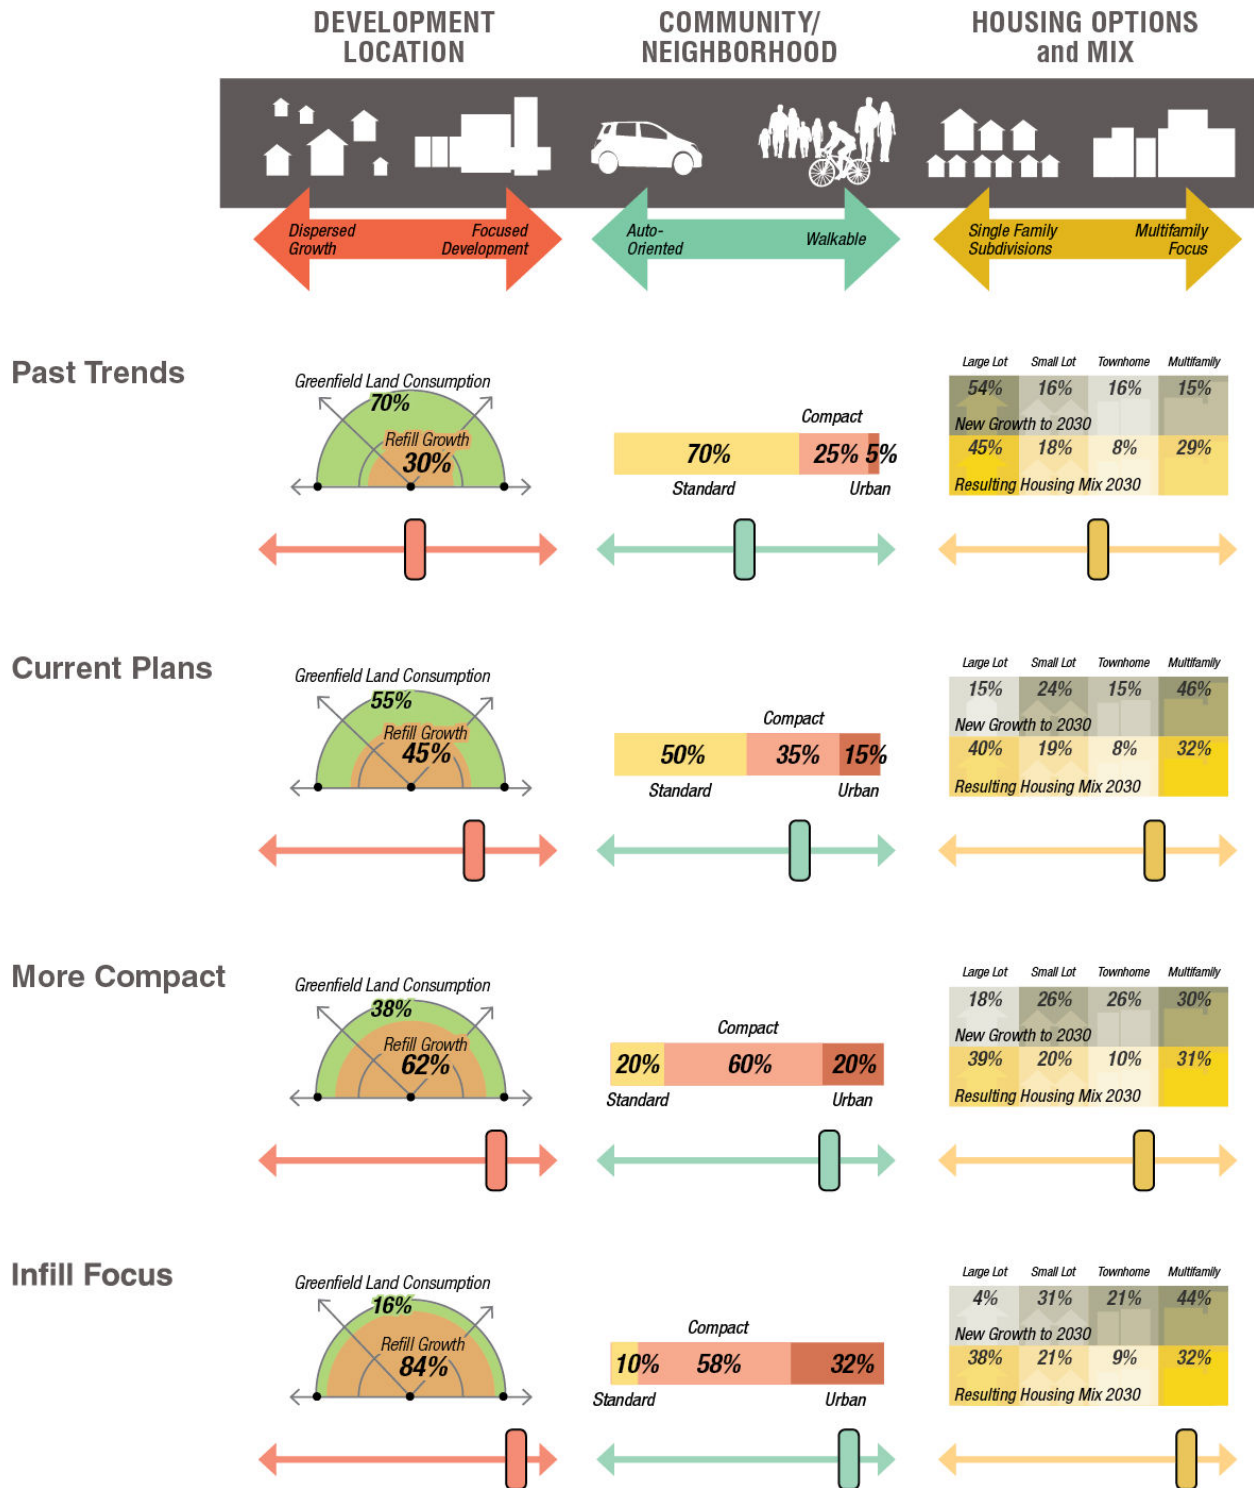 DEVELOPMENT
LOCATION
COMMUNITY/
NEIGHBORHOOD
HOUSING OPTIONS
and MIX
Dispersed
Growth
Focused
Development
Auto-
Oriented
Walkable
Single Family
Subdivisions
Multifamily
Focus
Past Trends
Greenfield Land Consumption
70%
Refill Growth
30%
Compact
70% 25% 5%
Standard Urban
Large Lot Small Lot Townhome Multifamily
54% 16% 16% 15%
New Growth to 2030
45% 18% 8% 29%
Resulting Housing Mix 2030
Current Plans
Greenfield Land Consumption
55%
Refill Growth
45%
Compact
50% 35% 15%
Standard Urban
Large Lot Small Lot Townhome Multifamily
15% 24% 15% 46%
New Growth to 2030
40% 19% 8% 32%
Resulting Housing Mix 2030
More Compact
Greenfield Land Consumption
38%
Refill Growth
62%
Compact
20% 60% 20%
Standard Urban
Large Lot Small Lot Townhome Multifamily
18% 26% 26% 30%
New Growth to 2030
39% 20% 10% 31%
Resulting Housing Mix 2030
Infill Focus
Greenfield Land Consumption
16%
Refill Growth
84%
Compact
10% 58% 32%
Standard Urban
Large Lot Small Lot Townhome Multifamily
4% 31% 21% 44%
New Growth to 2030
38% 21% 9% 32%
Resulting Housing Mix 2030